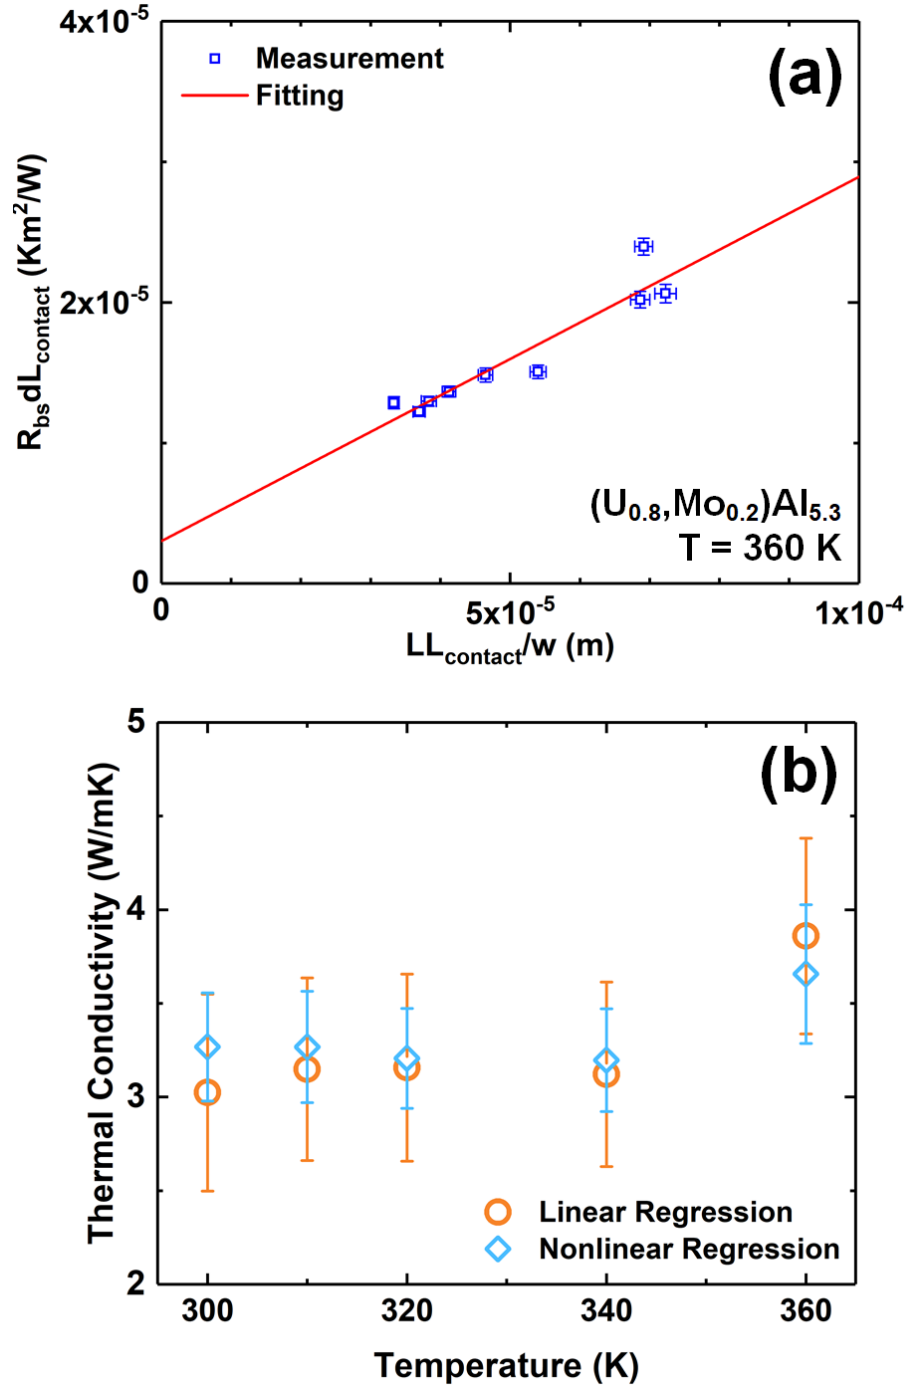 4x10⁻⁵
Measurement
Fitting
(a)
RbsdLcontact (Km²/W)
2x10⁻⁵
(U0.8,Mo0.2)Al5.3
T = 360 K
0
0
5x10⁻⁵
1x10⁻⁴
LLcontact/w (m)
5
(b)
Thermal Conductivity (W/mK)
4
3
Linear Regression
Nonlinear Regression
2
300
320
340
360
Temperature (K)